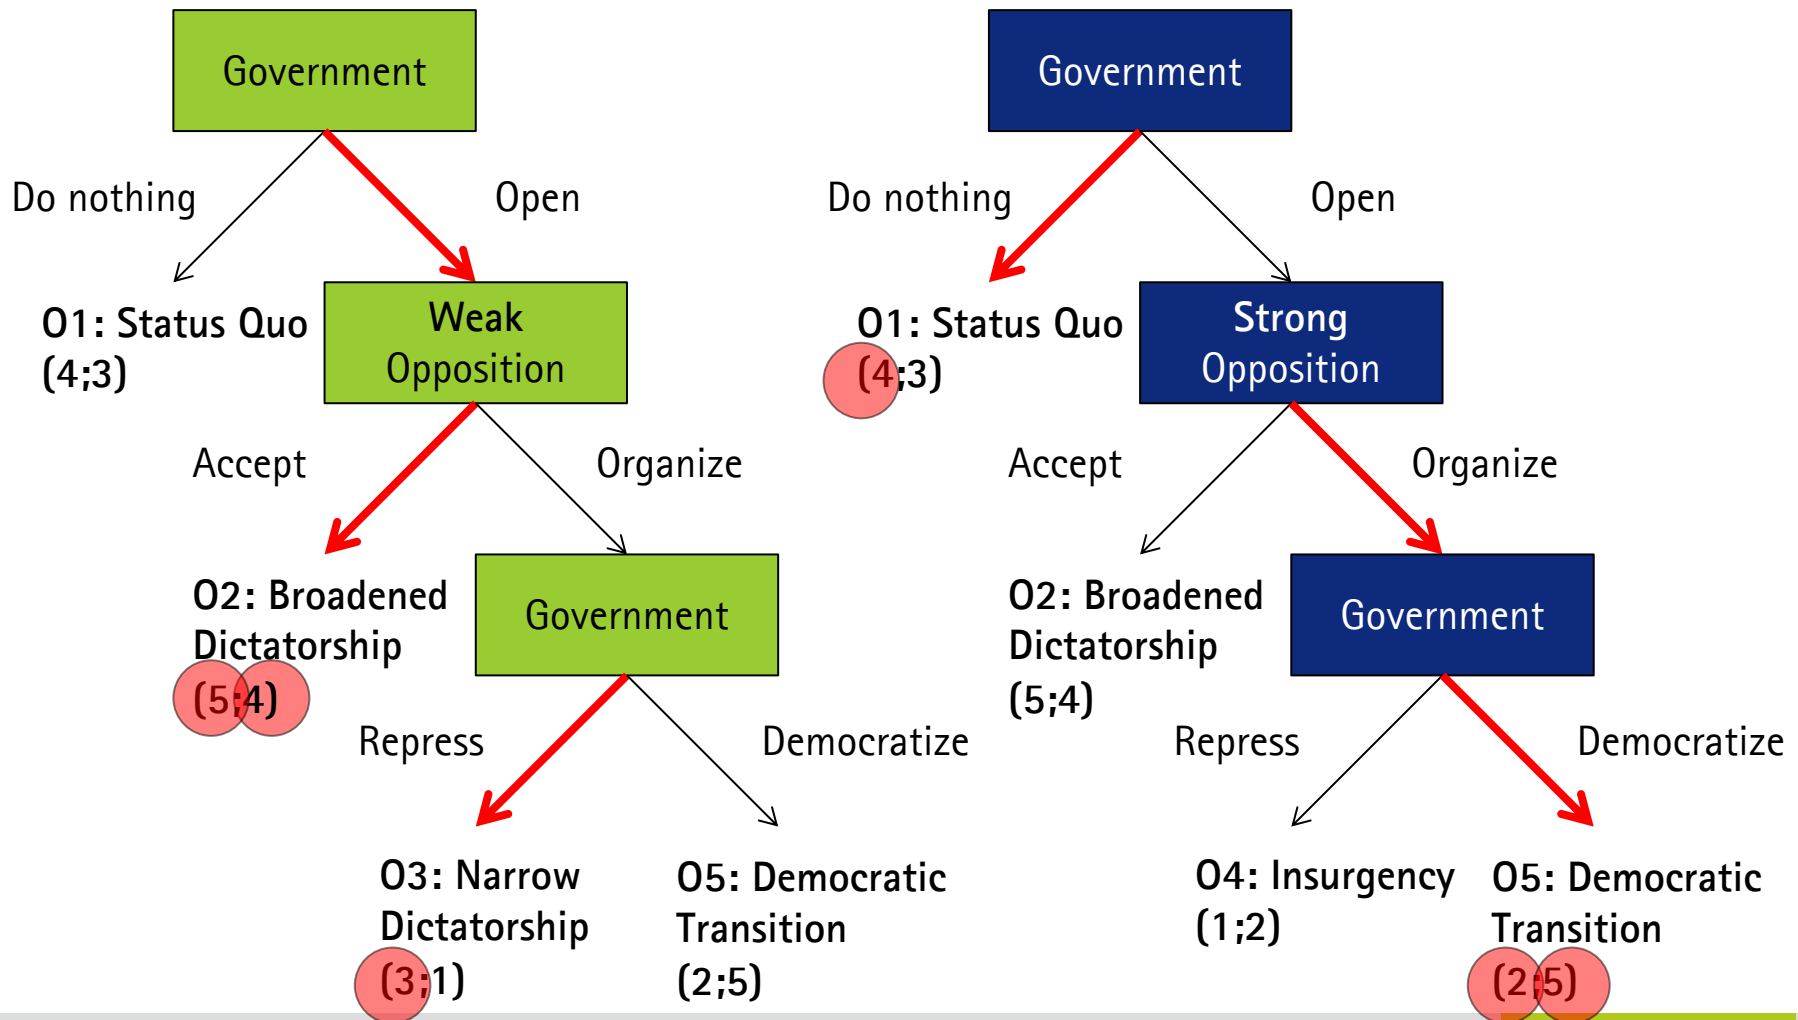 Government
Do nothing
Open
O1: Status Quo
(4;3)
Weak
Opposition
Accept
Organize
O2: Broadened
Dictatorship
(5;4)
Government
Repress
Democratize
O3: Narrow
Dictatorship
(3;1)
O5: Democratic
Transition
(2;5)
Government
Do nothing
Open
O1: Status Quo
(4;3)
Strong
Opposition
Accept
Organize
O2: Broadened
Dictatorship
(5;4)
Government
Repress
Democratize
O4: Insurgency
(1;2)
O5: Democratic
Transition
(2;5)